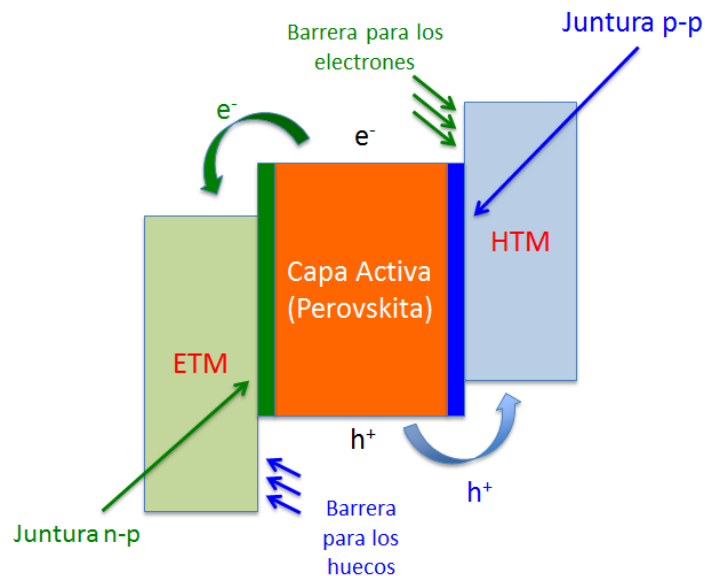 Barrera para los
electrones
Juntura p-p
e-
e-
Capa Activa
(Perovskita)
HTM
ETM
h+
h+
Juntura n-p
Barrera
para los
huecos